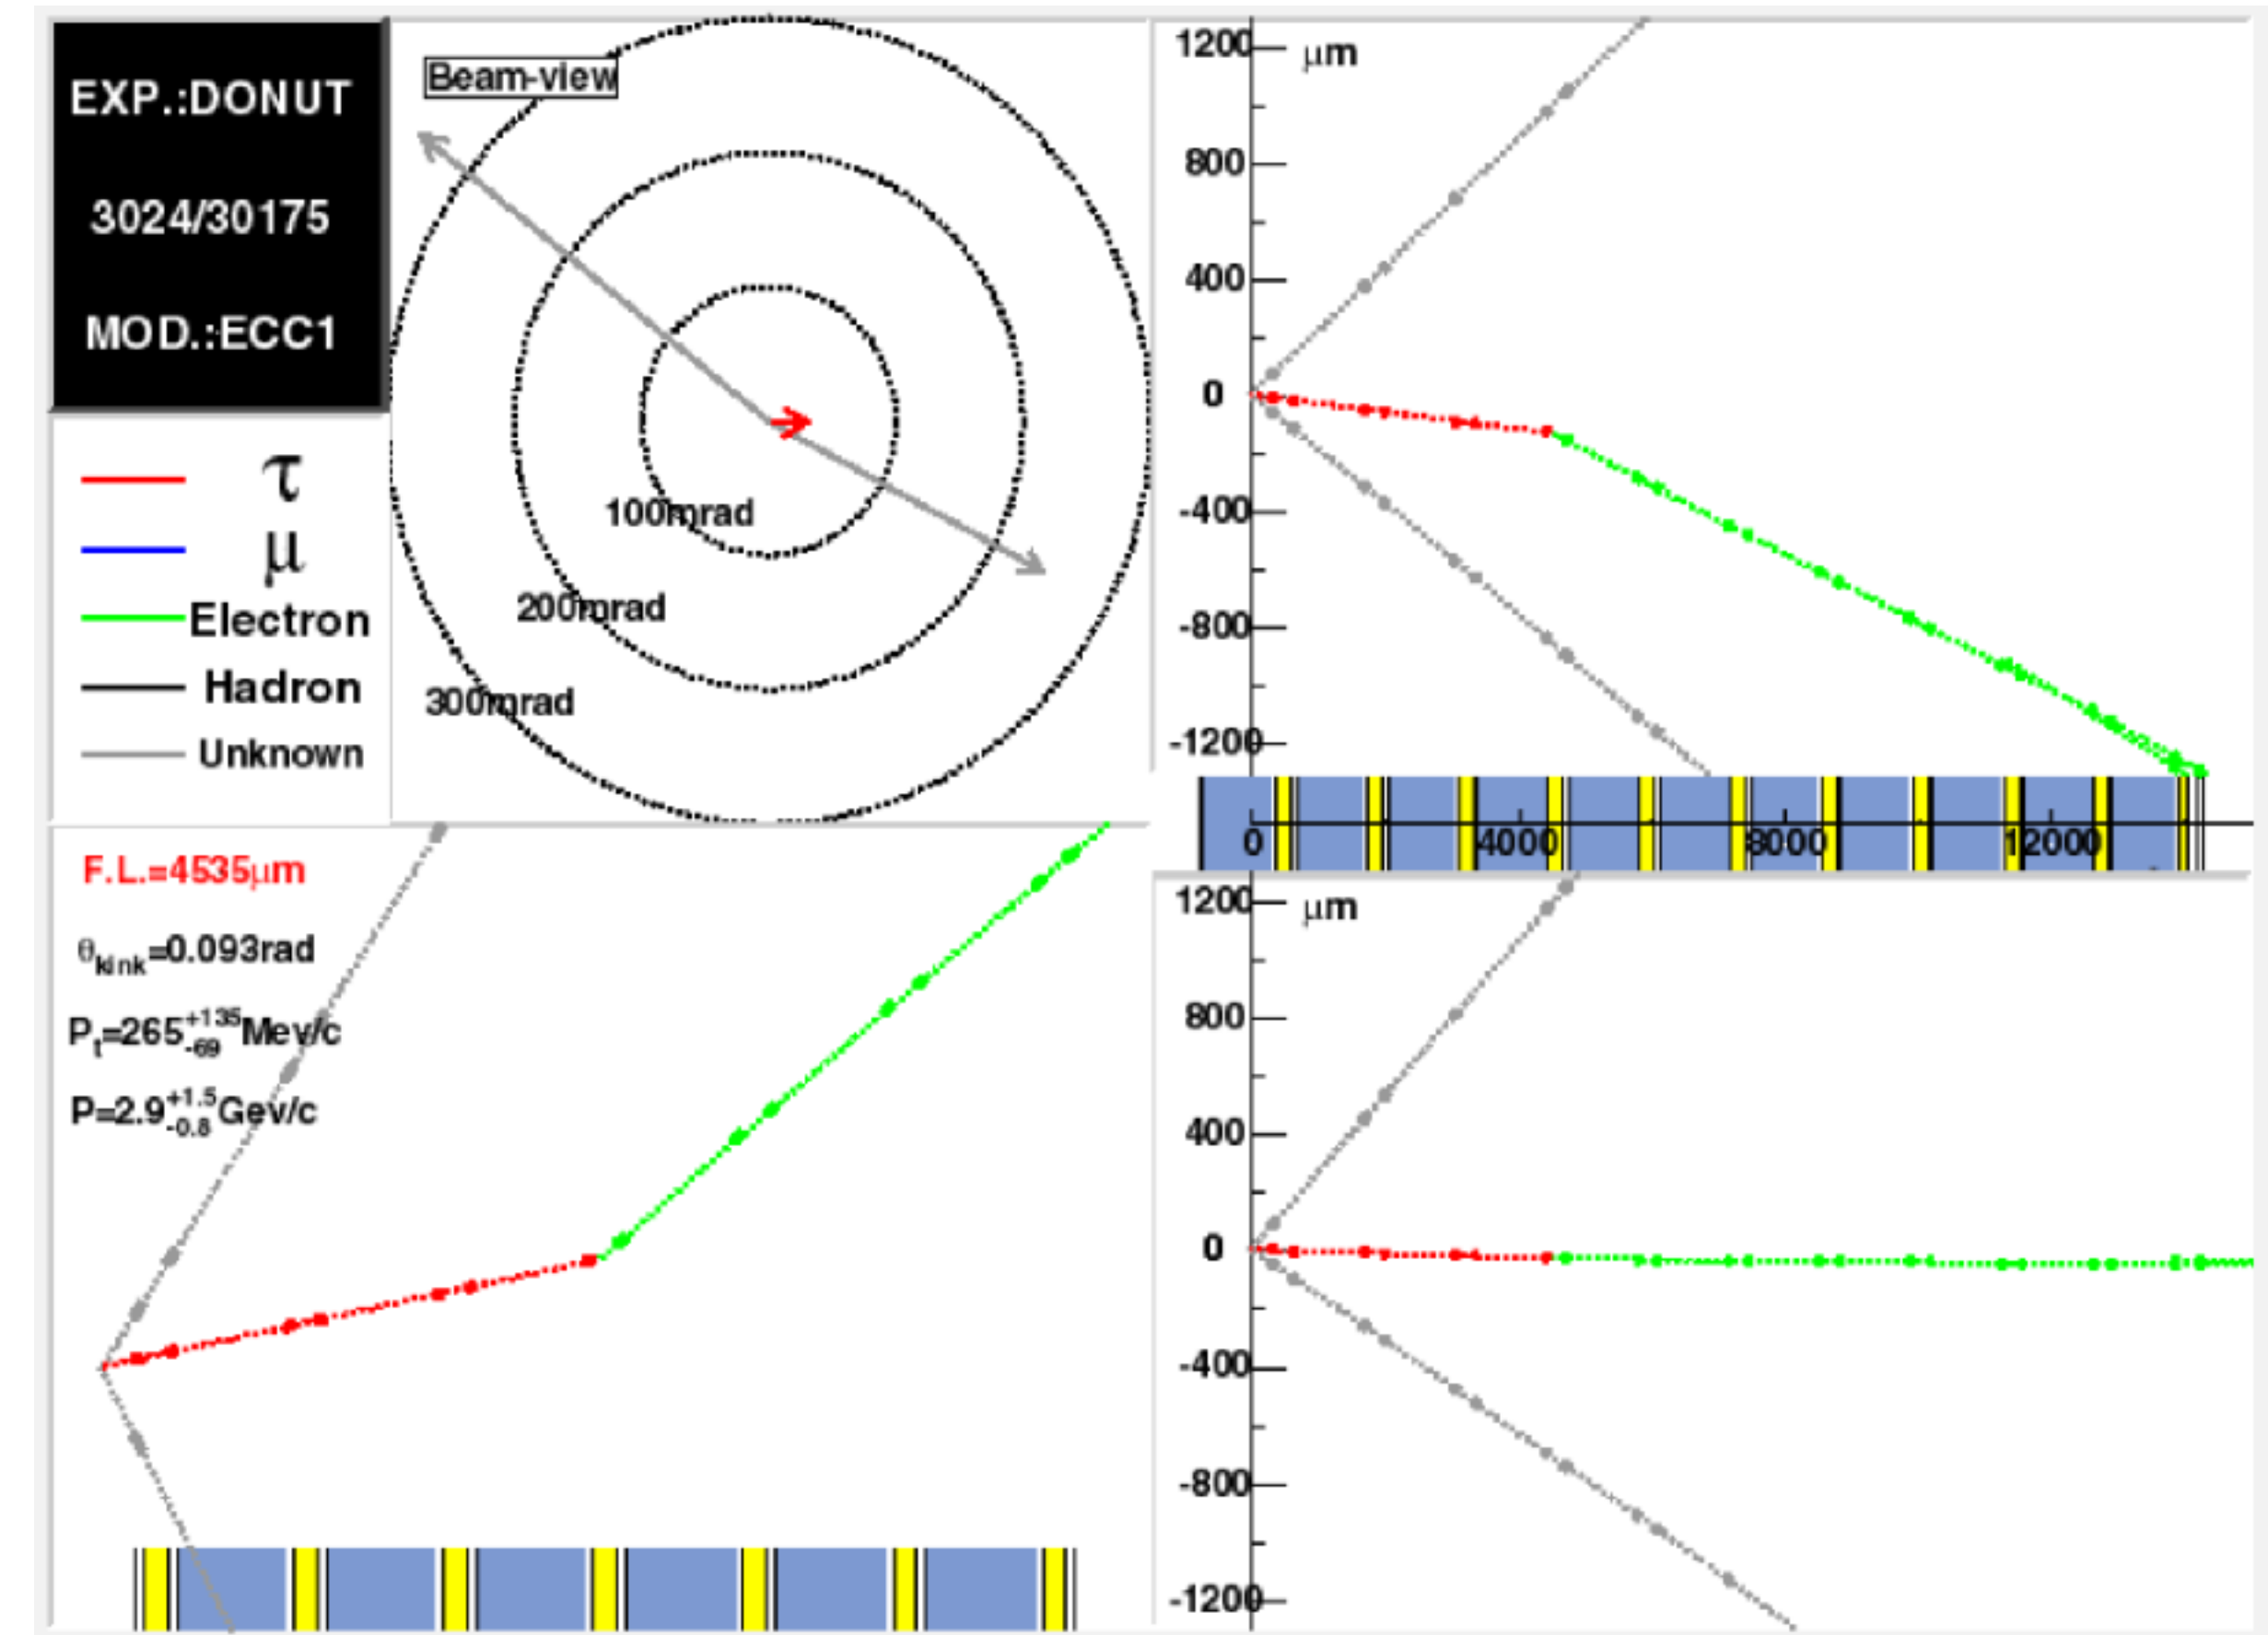 EXP.:DONUT
3024/30175
MOD.:ECC1
τ
μ
Electron
Hadron
Unknown
Beam-view
100mrad
200mrad
300mrad
1200 μm
800
400
0
-400
-800
-1200
0 4000 8000 12000
F.L.=4535μm
θkink=0.093rad
Pt=265+135-69Mev/c
P=2.9+1.5-0.8Gev/c
1200 μm
800
400
0
-400
-800
-1200